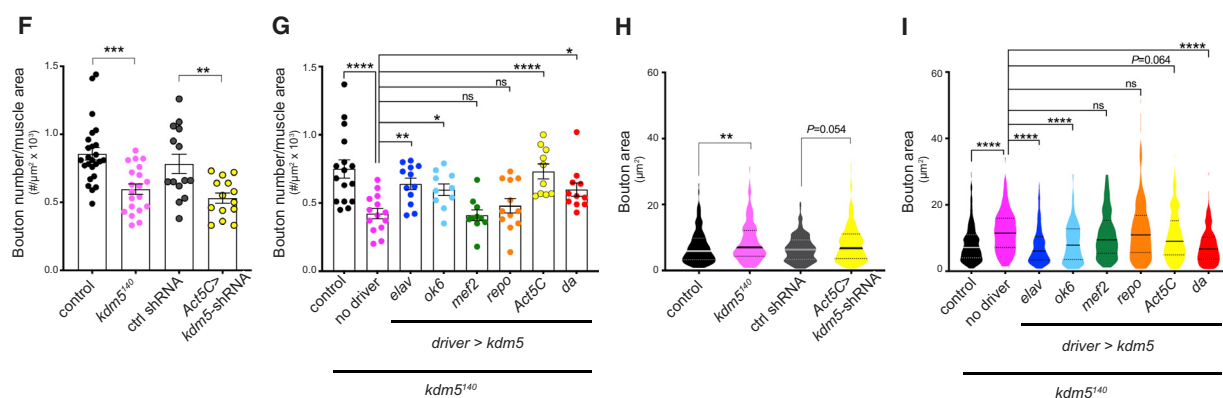 F
Bouton number/muscle area
(#/µm² x 10³)
1.5
1.0
0.5
0
***
**
control
kdm5¹⁴⁰
ctrl shRNA
Act5C>
kdm5-shRNA
G
Bouton number/muscle area
(#/µm² x 10³)
1.5
1.0
0.5
0
*
****
****
ns
ns
*
**
control
no driver
elav
ok6
mef2
repo
Act5C
da
driver > kdm5
kdm5¹⁴⁰
H
Bouton area
(µm²)
60
40
20
0
**
P=0.054
control
kdm5¹⁴⁰
ctrl shRNA
Act5C>
kdm5-shRNA
I
Bouton area
(µm²)
60
40
20
0
****
P=0.064
ns
ns
****
****
****
control
no driver
elav
ok6
mef2
repo
Act5C
da
driver > kdm5
kdm5¹⁴⁰